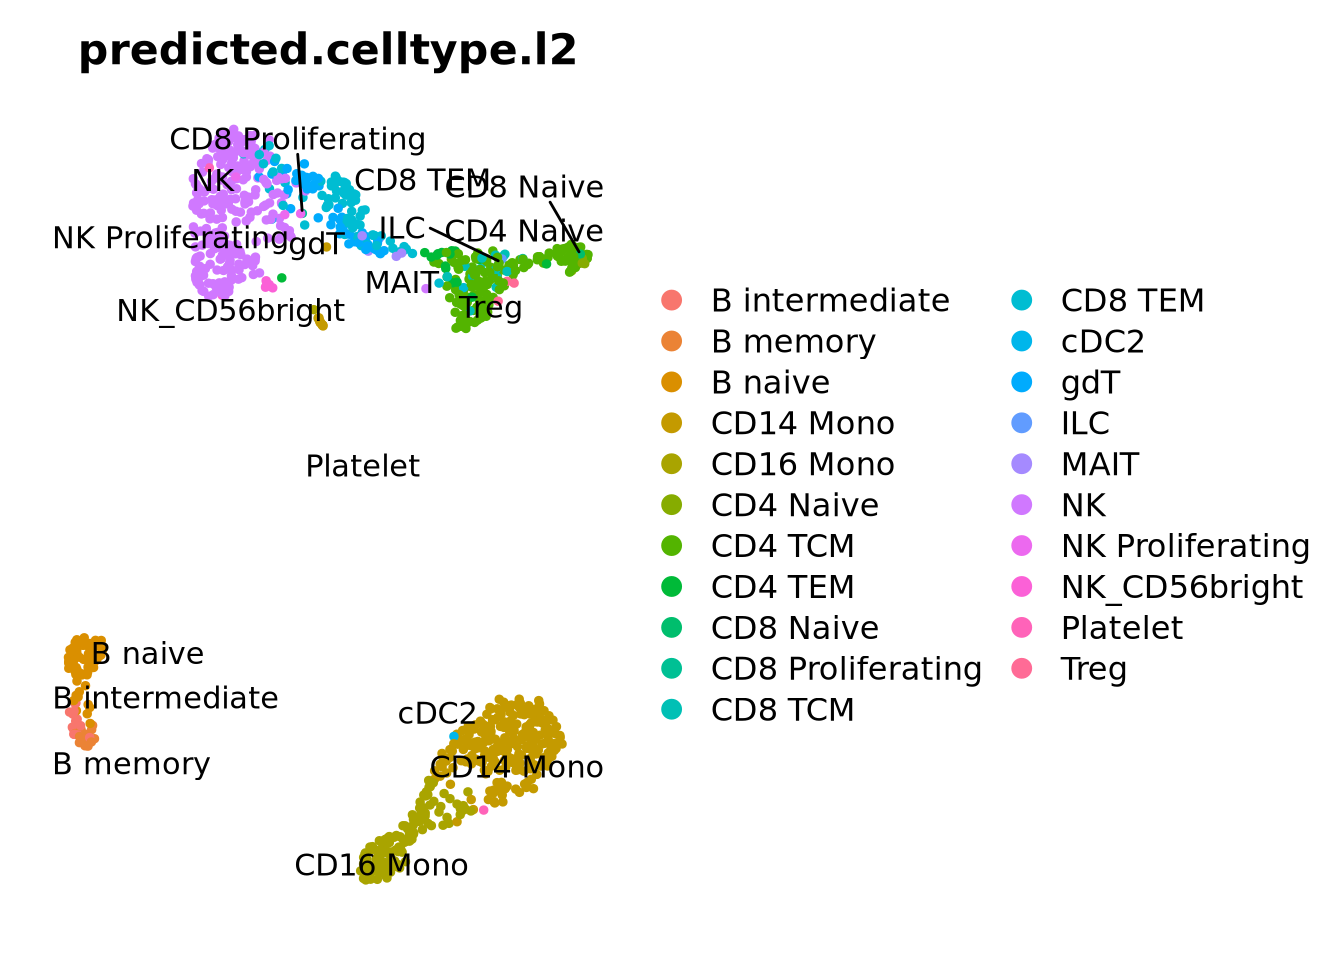 predicted.celltype.l2
CD8 Proliferating
NK
CD8 TEM
CD8 Naive
ILC
CD4 Naive
NK Proliferating
gdT
MAIT
NK_CD56bright
Treg
Platelet
B naive
B intermediate
cDC2
B memory
CD14 Mono
CD16 Mono
B intermediate
B memory
B naive
CD14 Mono
CD16 Mono
CD4 Naive
CD4 TCM
CD4 TEM
CD8 Naive
CD8 Proliferating
CD8 TCM
CD8 TEM
cDC2
gdT
ILC
MAIT
NK
NK Proliferating
NK_CD56bright
Platelet
Treg